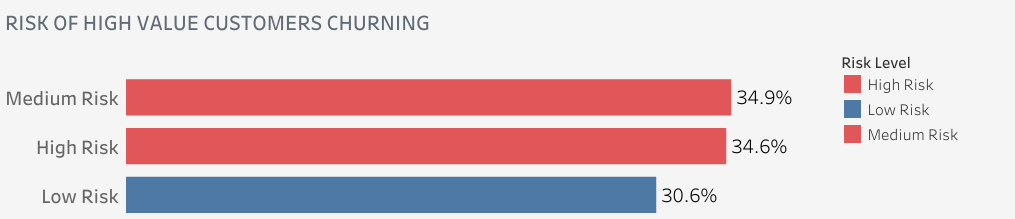 RISK OF HIGH VALUE CUSTOMERS CHURNING
Medium Risk 34.9%
High Risk 34.6%
Low Risk 30.6%
Risk Level
High Risk
Low Risk
Medium Risk